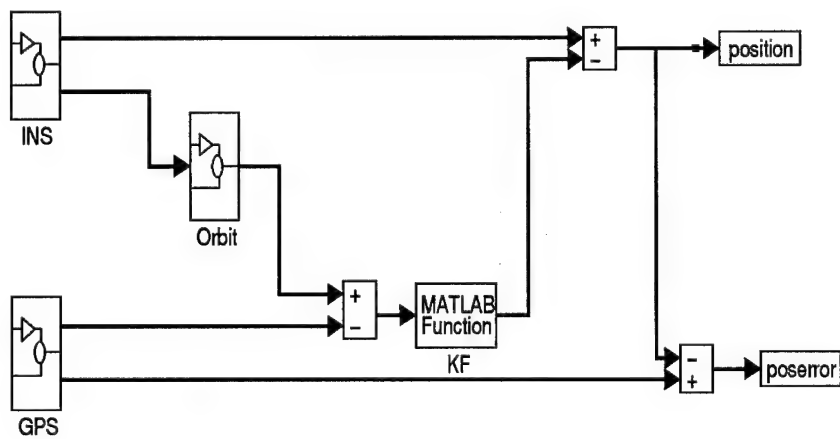 +
−
position
INS
Orbit
+
−
MATLAB
Function
KF
−
+
poserror
GPS